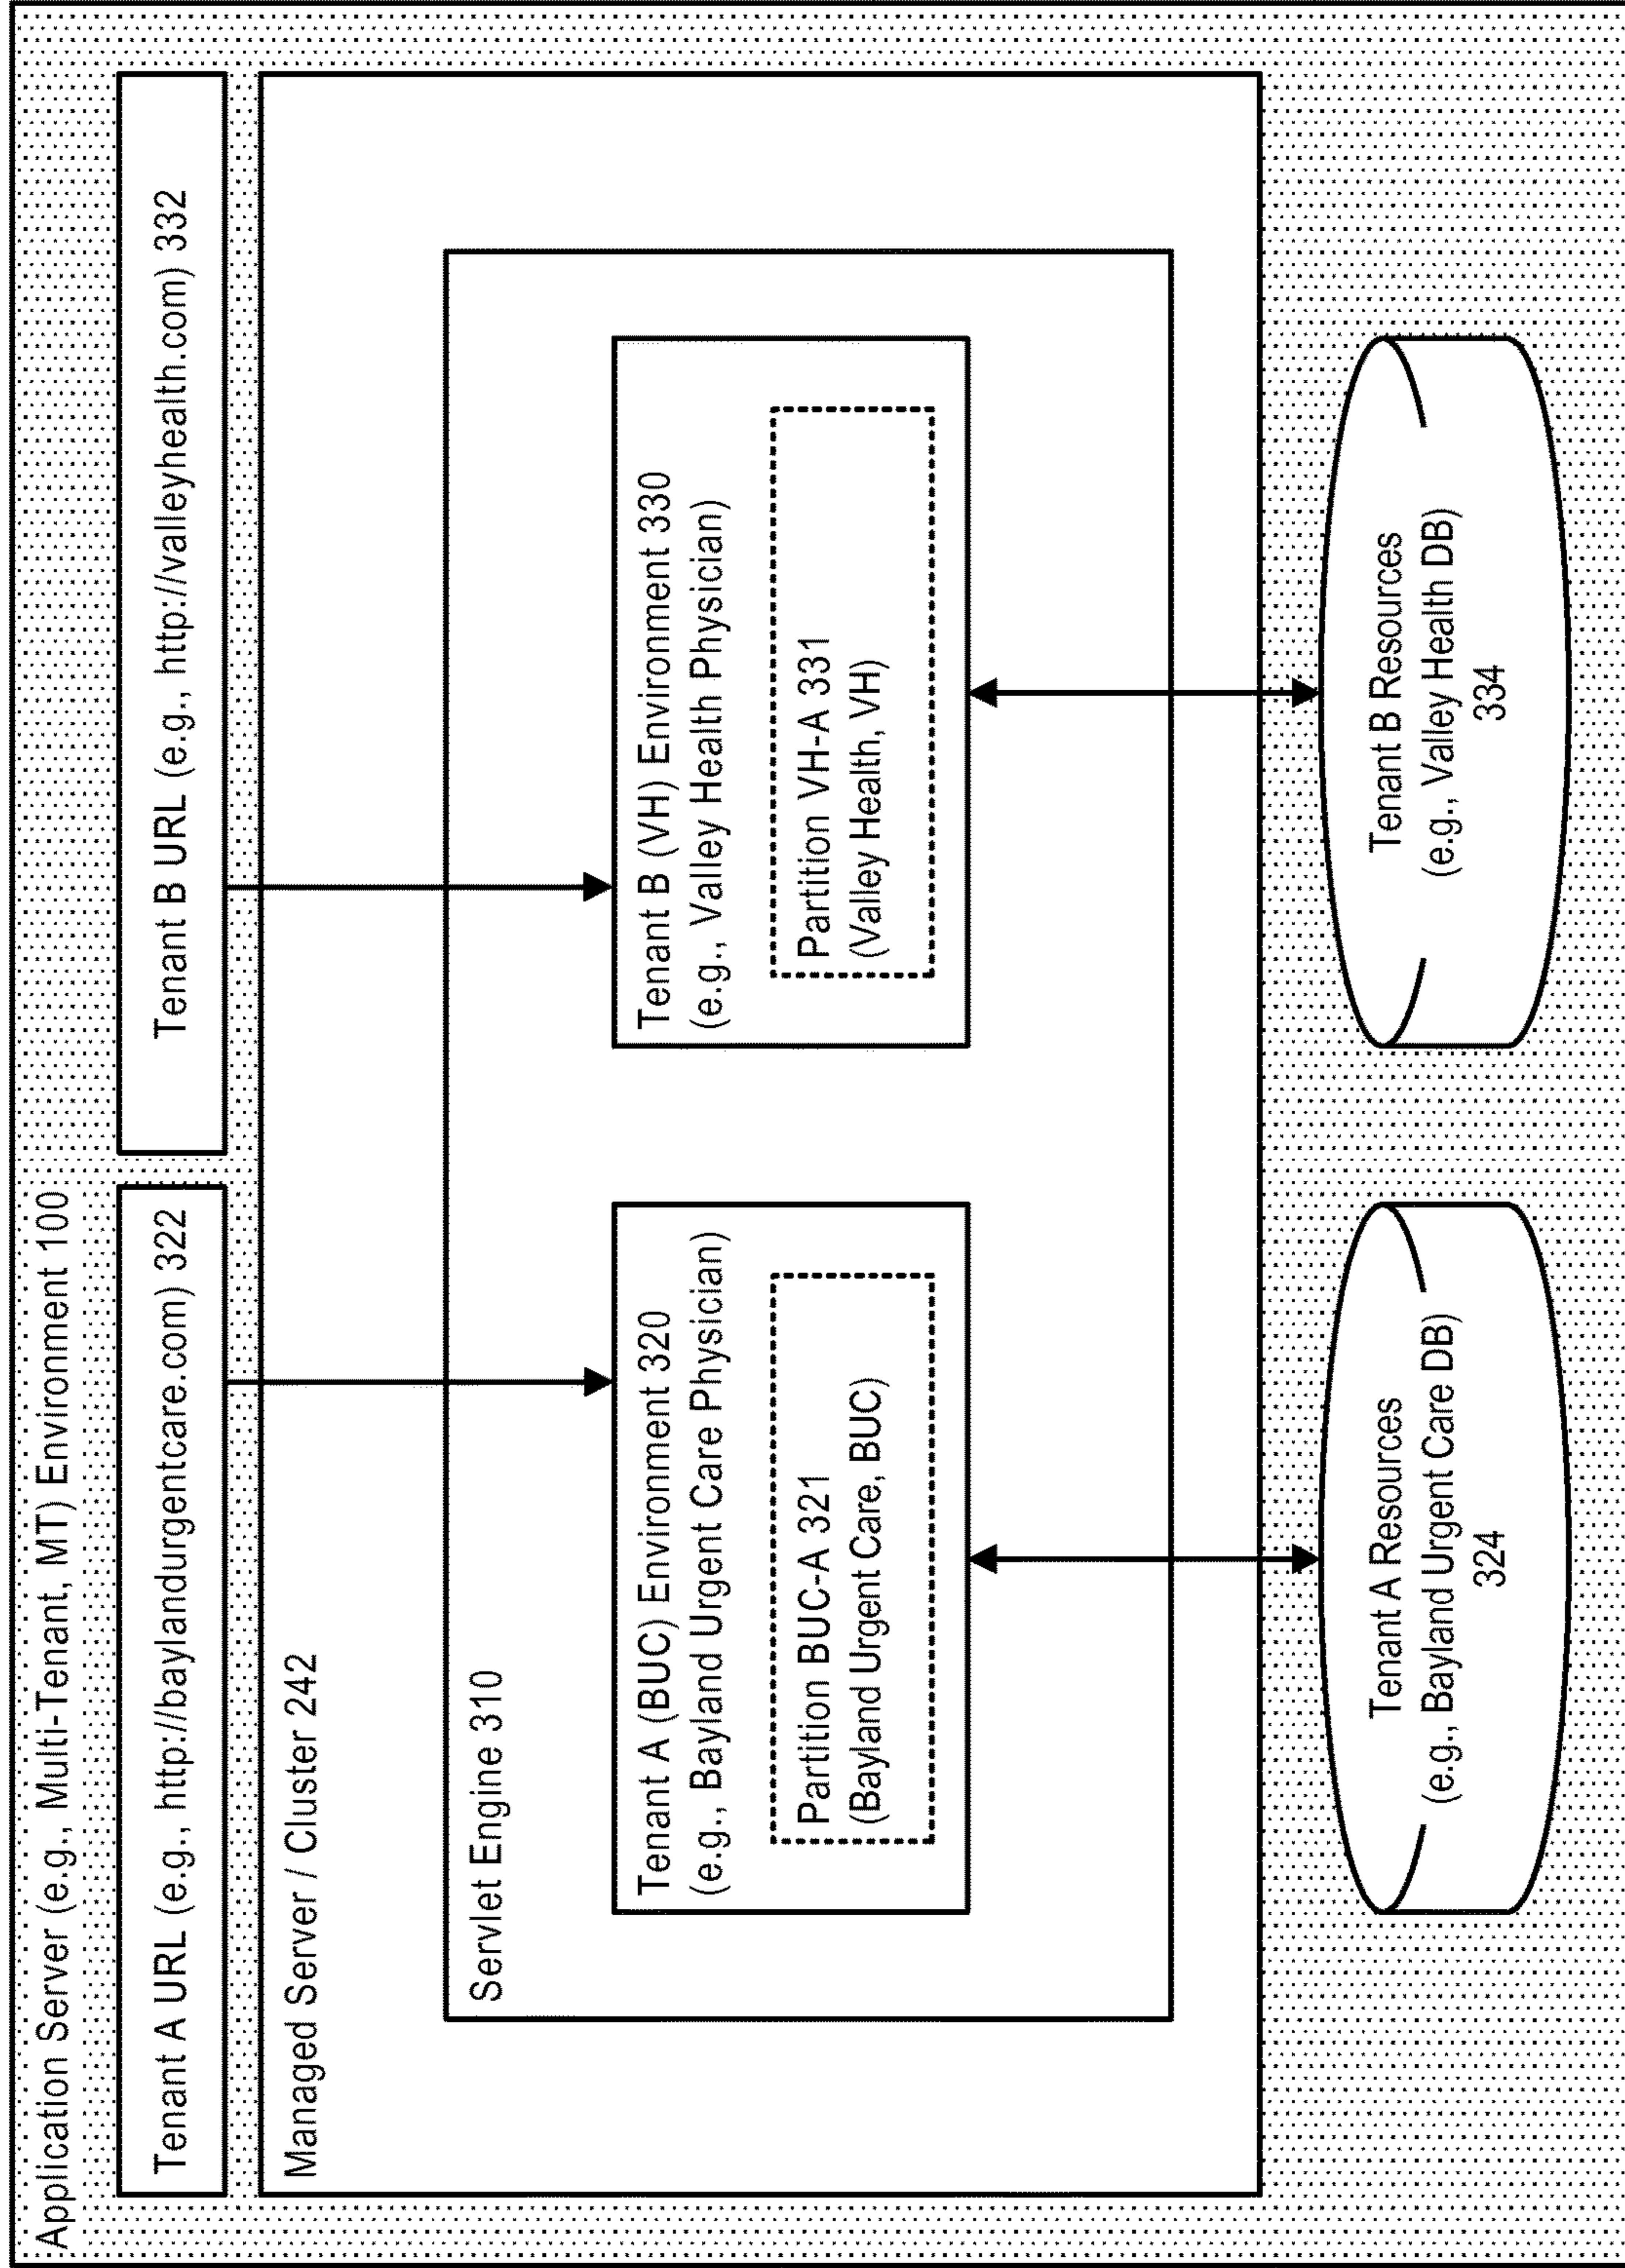 Application Server (e.g., Multi-Tenant, MT) Environment 100
Tenant A URL (e.g., http://baylandurgentcare.com) 322
Tenant B URL (e.g., http://valleyhealth.com) 332
Managed Server / Cluster 242
Servlet Engine 310
Tenant A (BUC) Environment 320
(e.g., Bayland Urgent Care Physician)
Partition BUC-A 321
(Bayland Urgent Care, BUC)
Tenant B (VH) Environment 330
(e.g., Valley Health Physician)
Partition VH-A 331
(Valley Health, VH)
Tenant A Resources
(e.g., Bayland Urgent Care DB)
324
Tenant B Resources
(e.g., Valley Health DB)
334